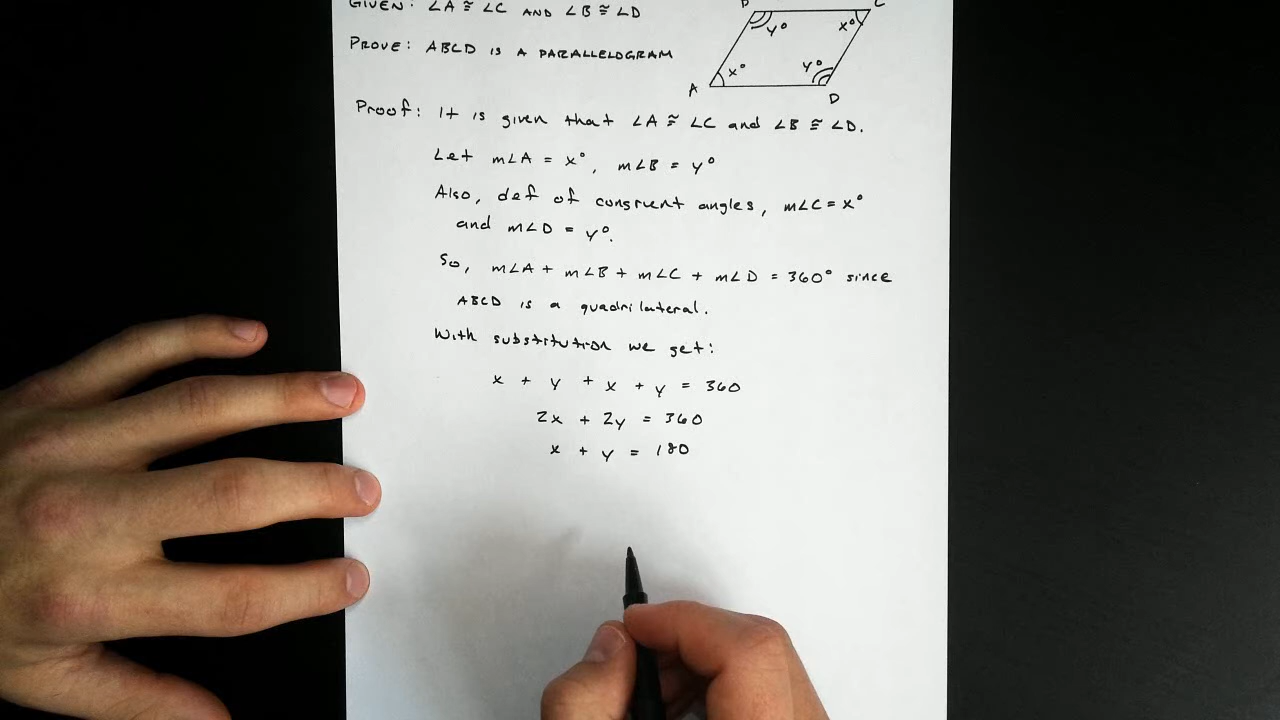 GIVEN: ∠A ≅ ∠C AND ∠B ≅ ∠D
PROVE: ABCD IS A PARALLELOGRAM
B C
y° x°
x° y°
A D
Proof: It is given that ∠A ≅ ∠C and ∠B ≅ ∠D.
Let m∠A = x°, m∠B = y°
Also, def of congruent angles, m∠C = x°
and m∠D = y°.
So, m∠A + m∠B + m∠C + m∠D = 360° since
ABCD is a quadrilateral.
With substitution we get:
x + y + x + y = 360
2x + 2y = 360
x + y = 180